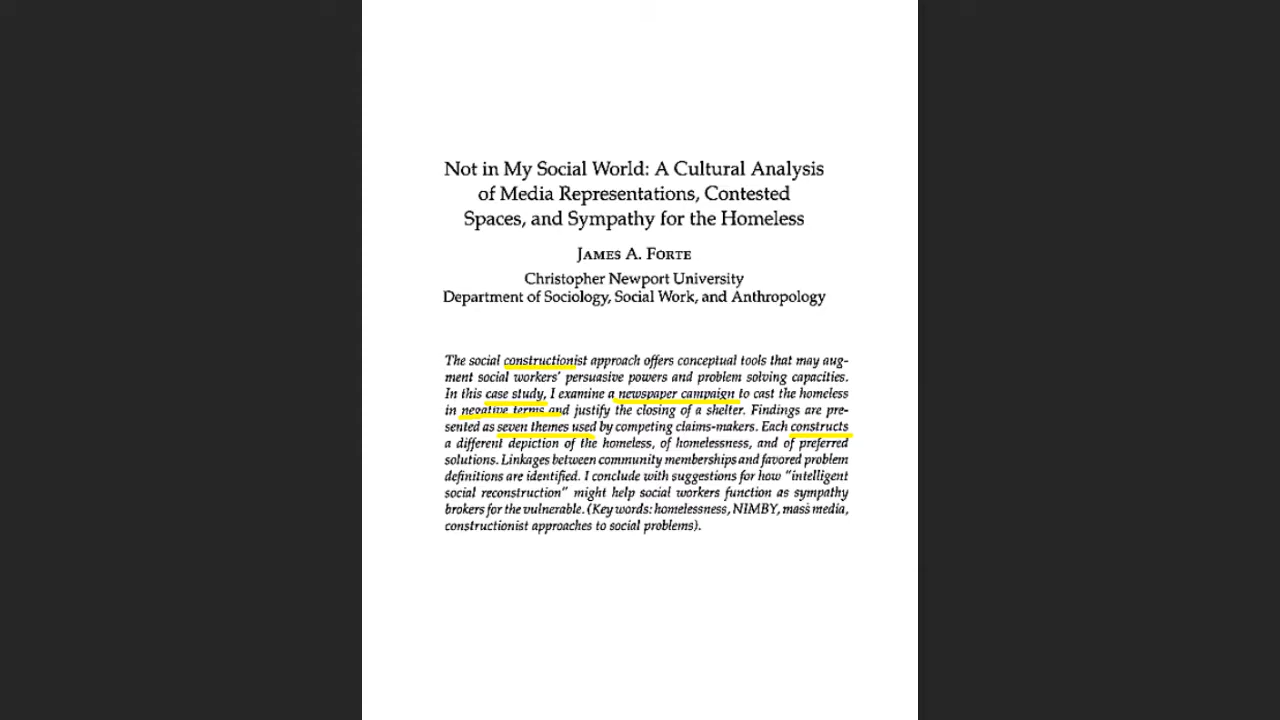 Not in My Social World: A Cultural Analysis
of Media Representations, Contested
Spaces, and Sympathy for the Homeless
JAMES A. FORTE
Christopher Newport University
Department of Sociology, Social Work, and Anthropology
The social constructionist approach offers conceptual tools that may aug-
ment social workers' persuasive powers and problem solving capacities.
In this case study, I examine a newspaper campaign to cast the homeless
in negative terms and justify the closing of a shelter. Findings are pre-
sented as seven themes used by competing claims-makers. Each constructs
a different depiction of the homeless, of homelessness, and of preferred
solutions. Linkages between community memberships and favored problem
definitions are identified. I conclude with suggestions for how "intelligent
social reconstruction" might help social workers function as sympathy
brokers for the vulnerable. (Key words: homelessness, NIMBY, mass media,
constructionist approaches to social problems).